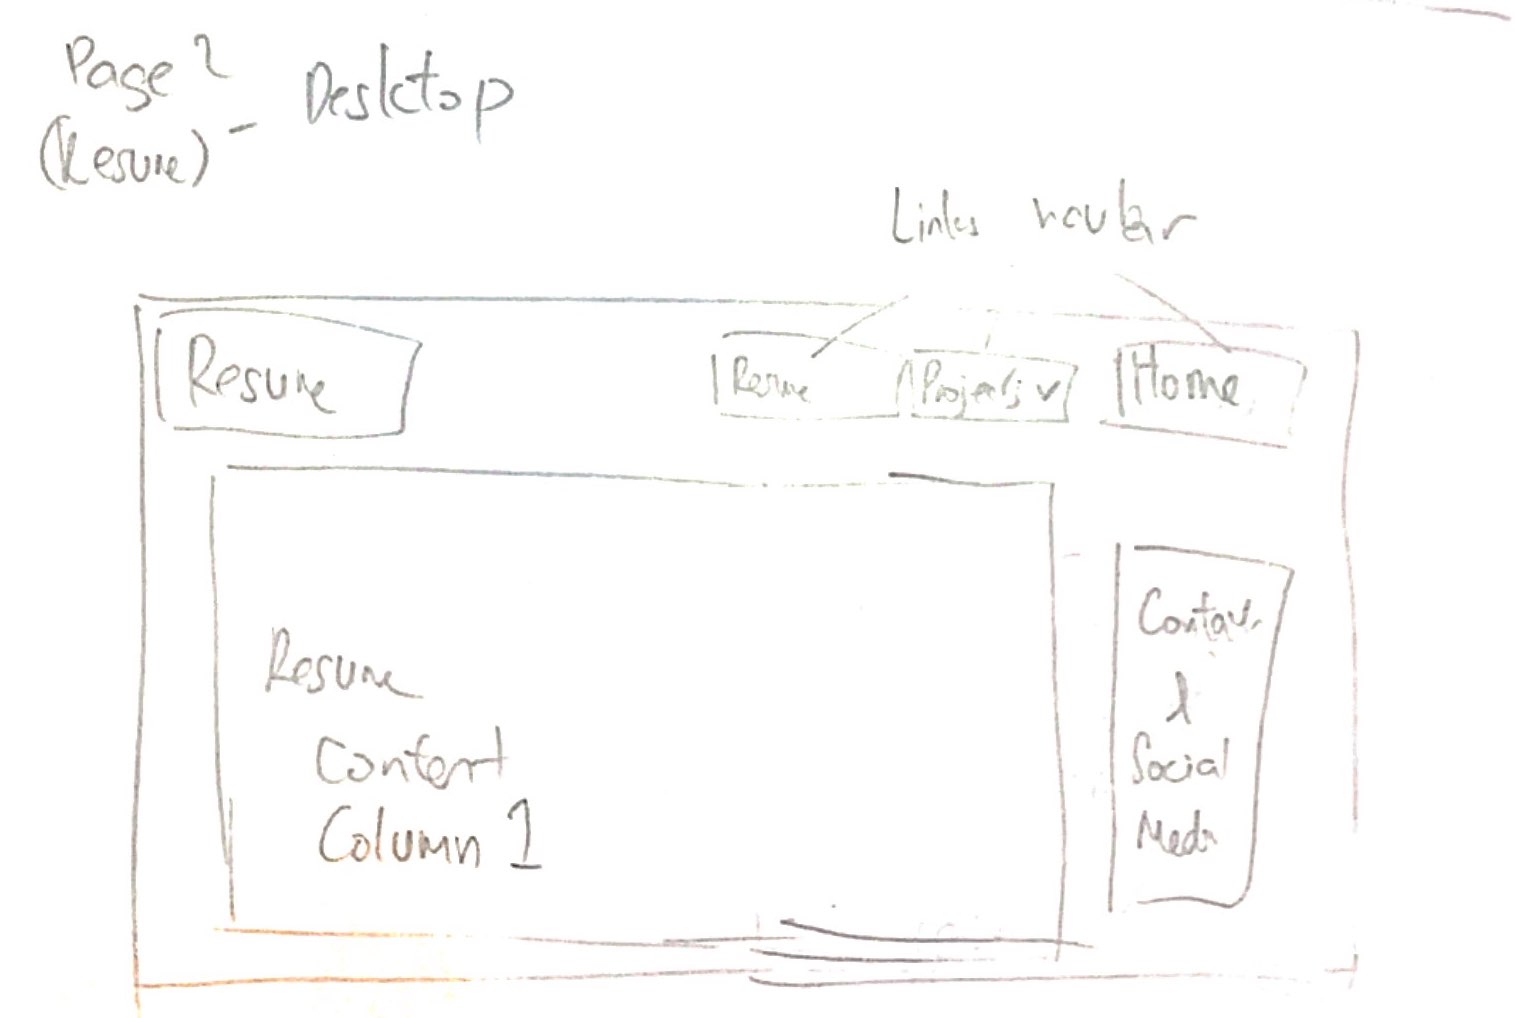 Page 2
(Resume) - Desktop
Links navbar
Resume
Resume
Projects v
Home
Resume
Content
Column 1
Contact
&
Social
Media